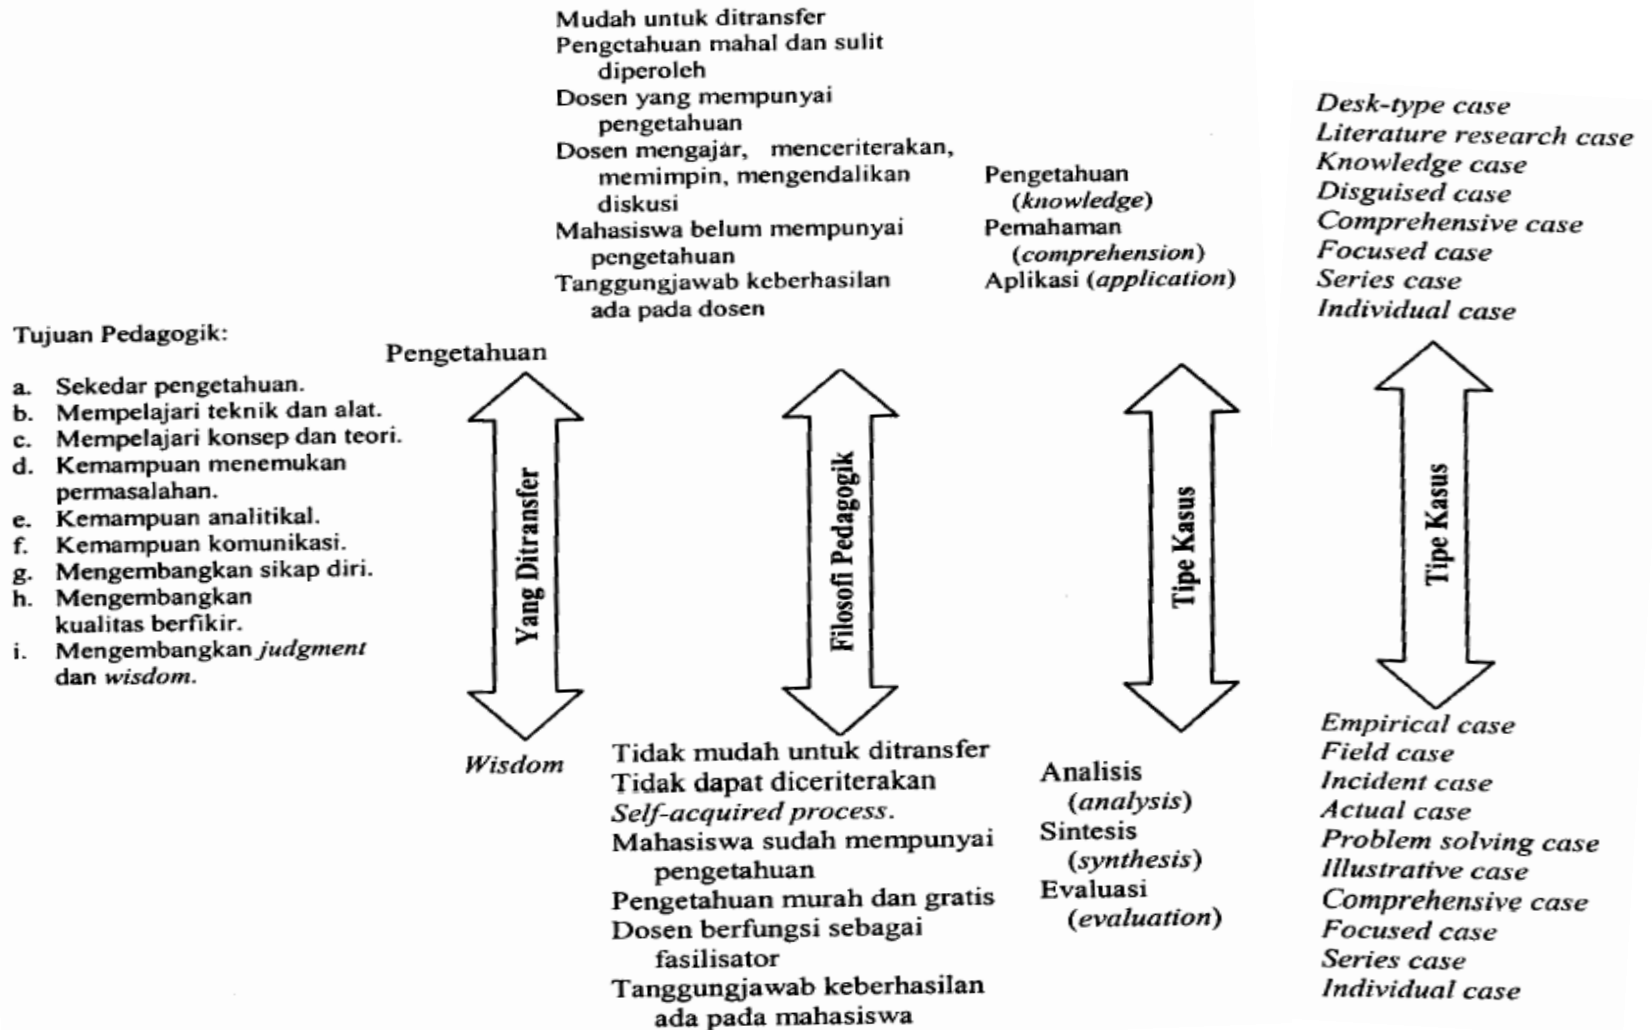 Tujuan Pedagogik:
a. Sekedar pengetahuan.
b. Mempelajari teknik dan alat.
c. Mempelajari konsep dan teori.
d. Kemampuan menemukan
permasalahan.
e. Kemampuan analitikal.
f. Kemampuan komunikasi.
g. Mengembangkan sikap diri.
h. Mengembangkan
kualitas berfikir.
i. Mengembangkan judgment
dan wisdom.
Pengetahuan
Yang Ditransfer
Wisdom
Mudah untuk ditransfer
Pengetahuan mahal dan sulit
diperoleh
Dosen yang mempunyai
pengetahuan
Dosen mengajar, menceriterakan,
memimpin, mengendalikan
diskusi
Mahasiswa belum mempunyai
pengetahuan
Tanggungjawab keberhasilan
ada pada dosen
Filosofi Pedagogik
Tidak mudah untuk ditransfer
Tidak dapat diceriterakan
Self-acquired process.
Mahasiswa sudah mempunyai
pengetahuan
Pengetahuan murah dan gratis
Dosen berfungsi sebagai
fasilisator
Tanggungjawab keberhasilan
ada pada mahasiswa
Pengetahuan
(knowledge)
Pemahaman
(comprehension)
Aplikasi (application)
Tipe Kasus
Analisis
(analysis)
Sintesis
(synthesis)
Evaluasi
(evaluation)
Desk-type case
Literature research case
Knowledge case
Disguised case
Comprehensive case
Focused case
Series case
Individual case
Tipe Kasus
Empirical case
Field case
Incident case
Actual case
Problem solving case
Illustrative case
Comprehensive case
Focused case
Series case
Individual case